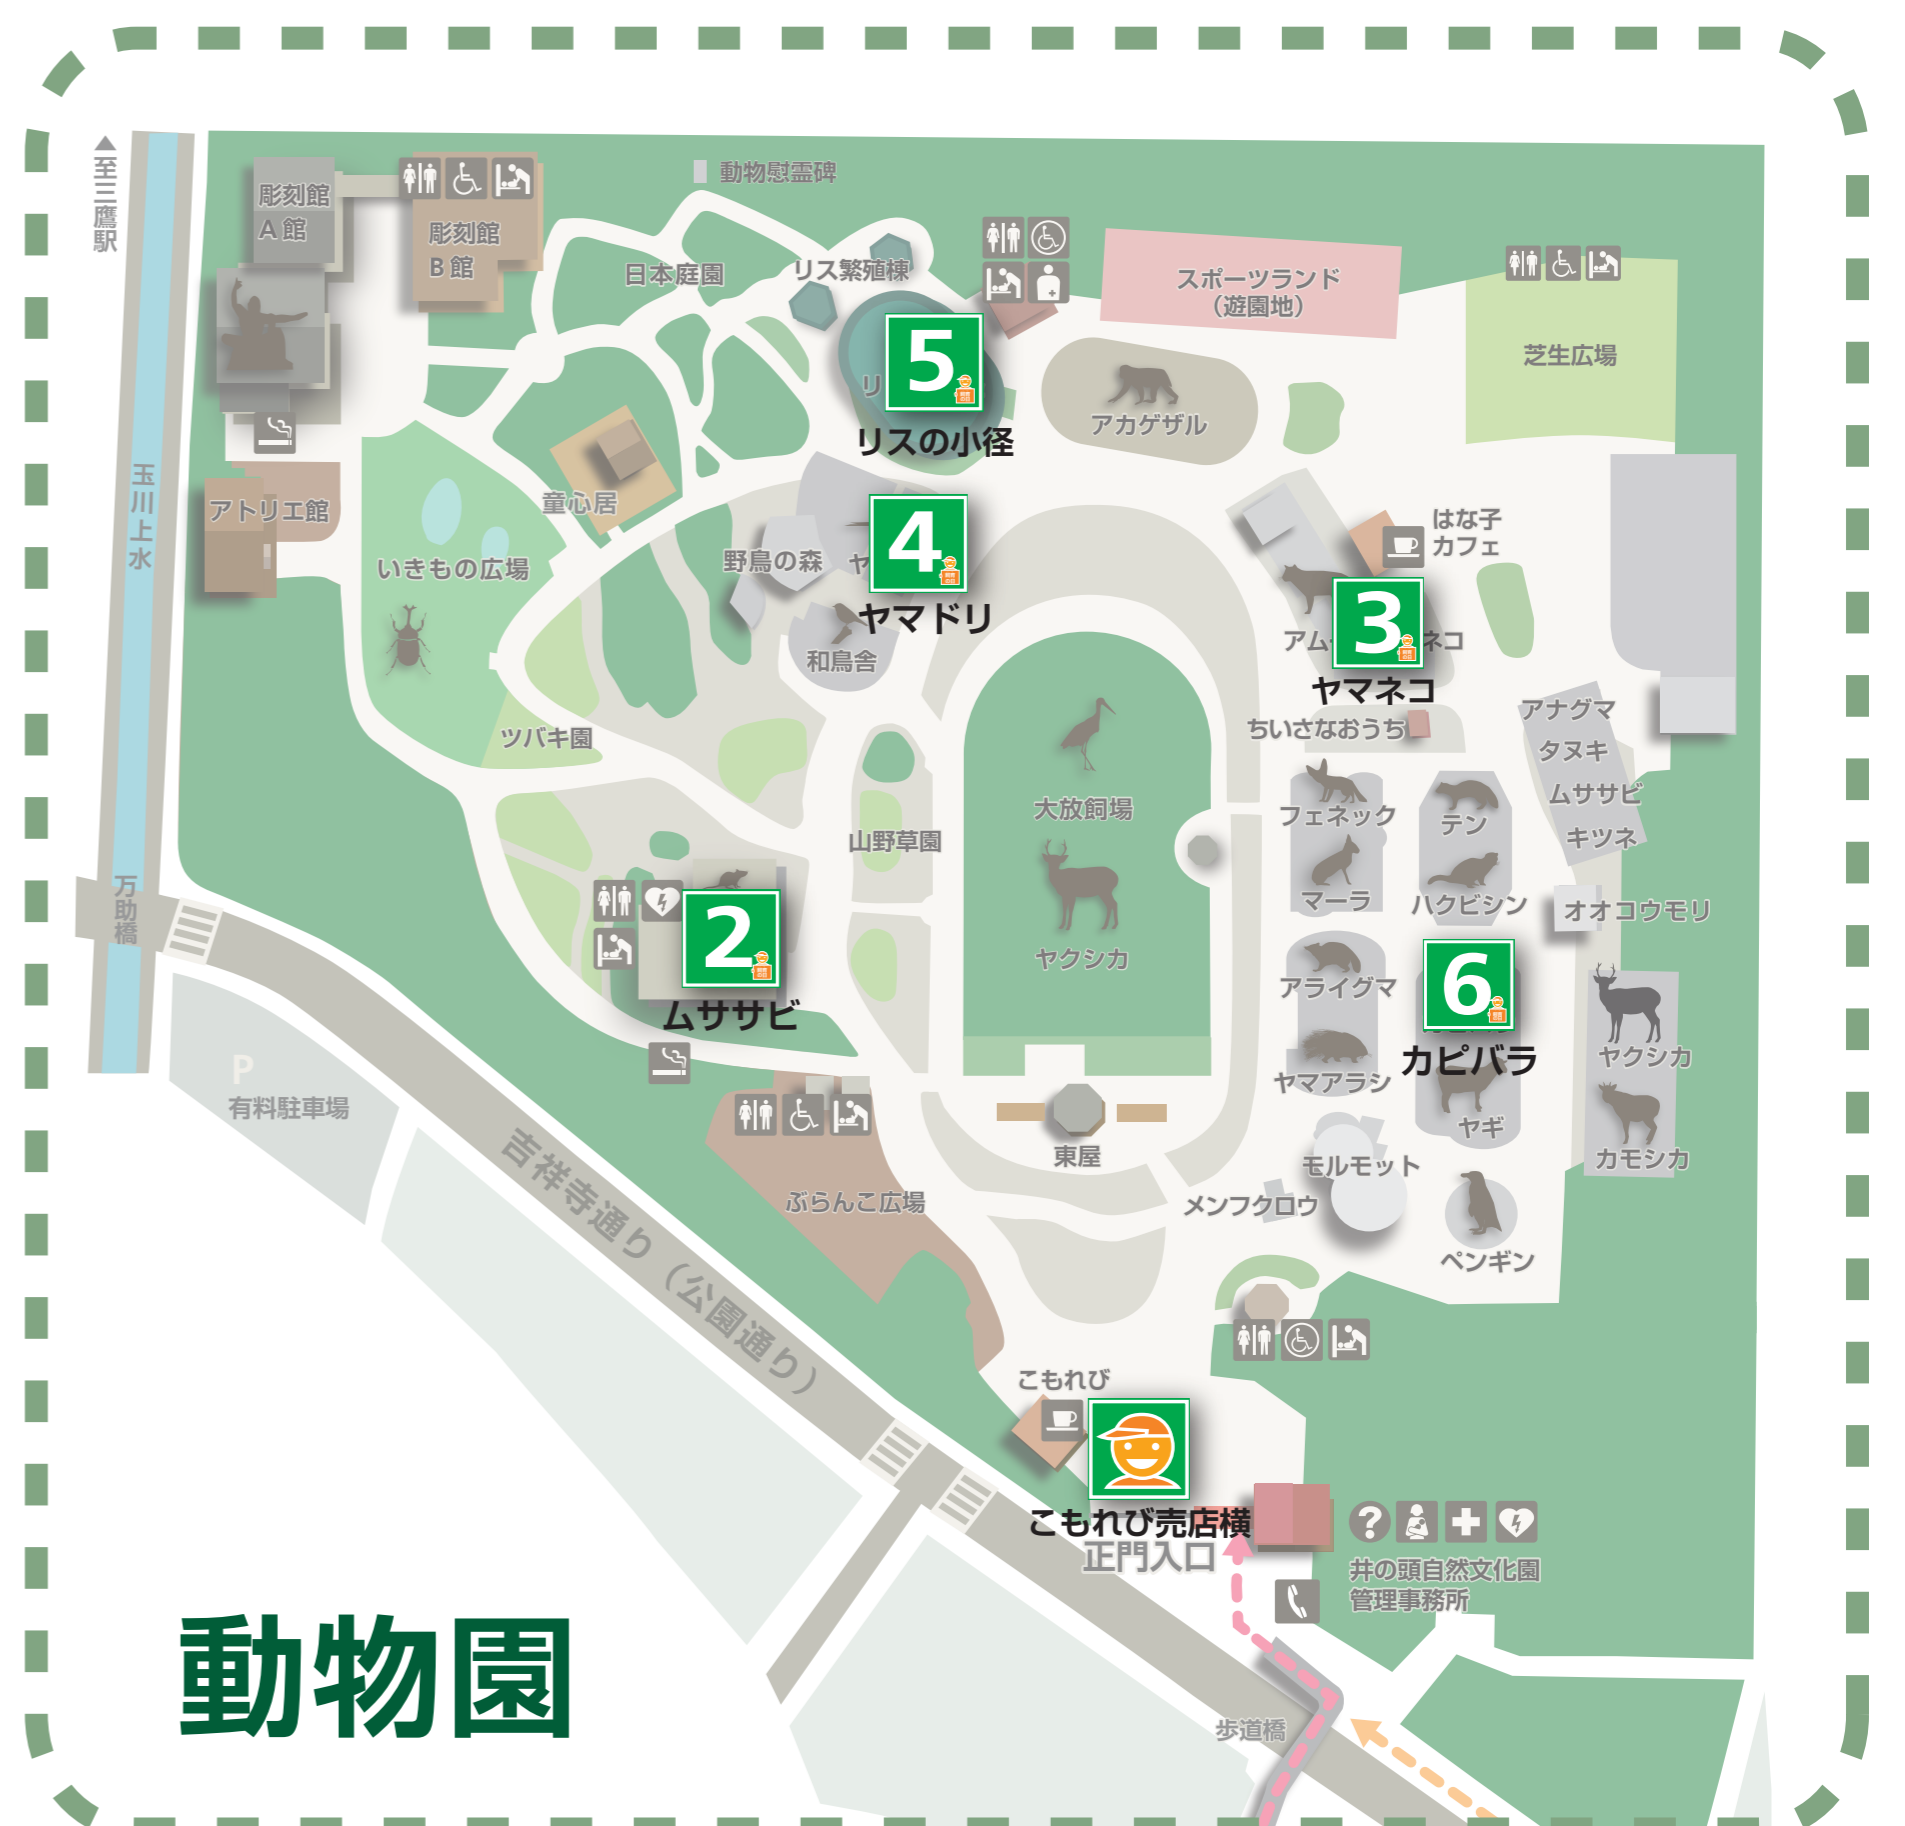 ▲至三鷹駅
彫刻館
A館
彫刻館
B館
動物慰霊碑
日本庭園
リス繁殖棟
スポーツランド
（遊園地）
芝生広場
リ
5
リスの小径
アカゲザル
玉川上水
アトリエ館
童心居
いきもの広場
野鳥の森
ヤ
4
ヤマドリ
和鳥舎
はな子
カフェ
アム
ネコ
3
ヤマネコ
ちいさなおうち
アナグマ
タヌキ
ムササビ
キツネ
ツバキ園
大放飼場
山野草園
フェネック
テン
マーラ
ハクビシン
オオコウモリ
万助橋
2
ムササビ
ヤクシカ
アライグマ
6
カピバラ
ヤクシカ
ヤマアラシ
ヤギ
カモシカ
P
有料駐車場
東屋
モルモット
メンフクロウ
ペンギン
ぶらんこ広場
吉祥寺通り（公園通り）
こもれび
こもれび売店横
正門入口
?
井の頭自然文化園
管理事務所
歩道橋
動物園